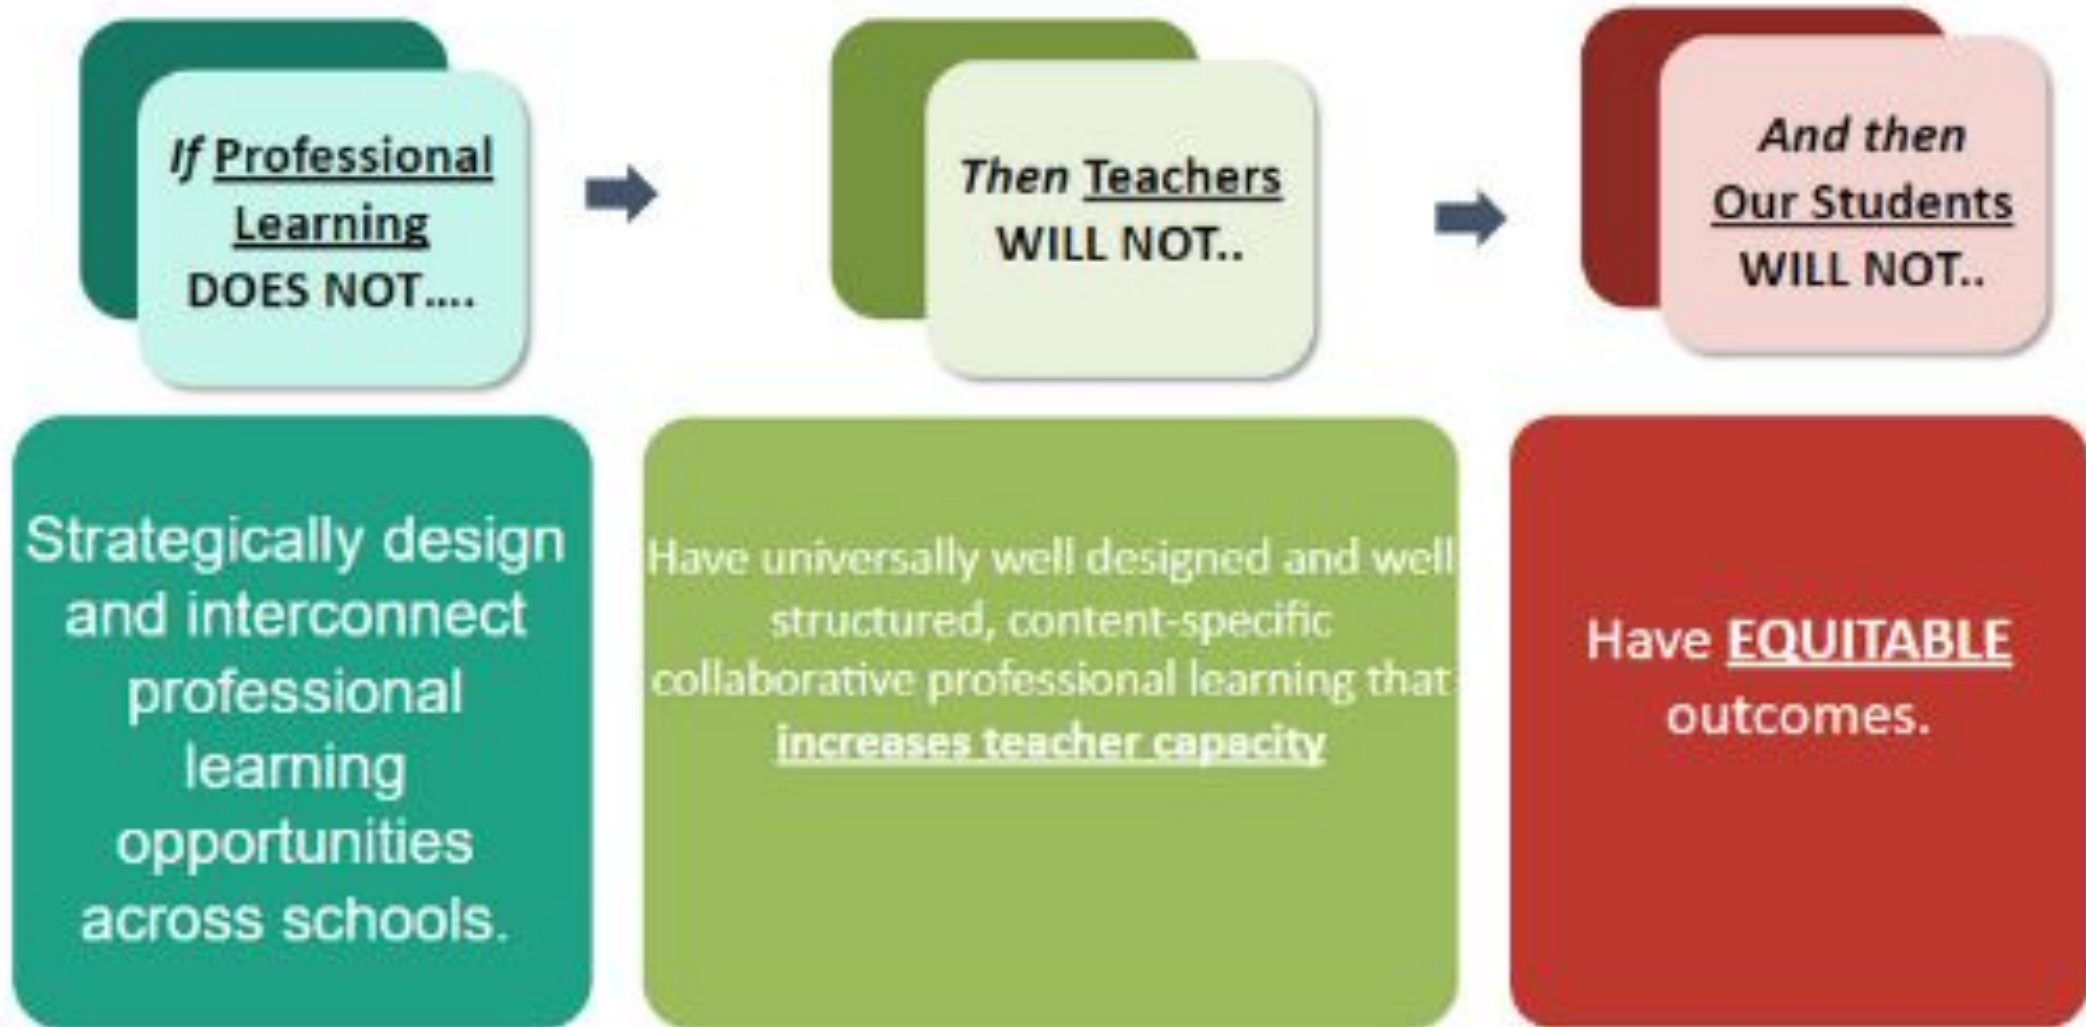 If Professional
Learning
DOES NOT....
Then Teachers
WILL NOT..
And then
Our Students
WILL NOT..
Strategically design
and interconnect
professional
learning
opportunities
across schools.
Have universally well designed and well
structured, content-specific
collaborative professional learning that
increases teacher capacity
Have EQUITABLE
outcomes.